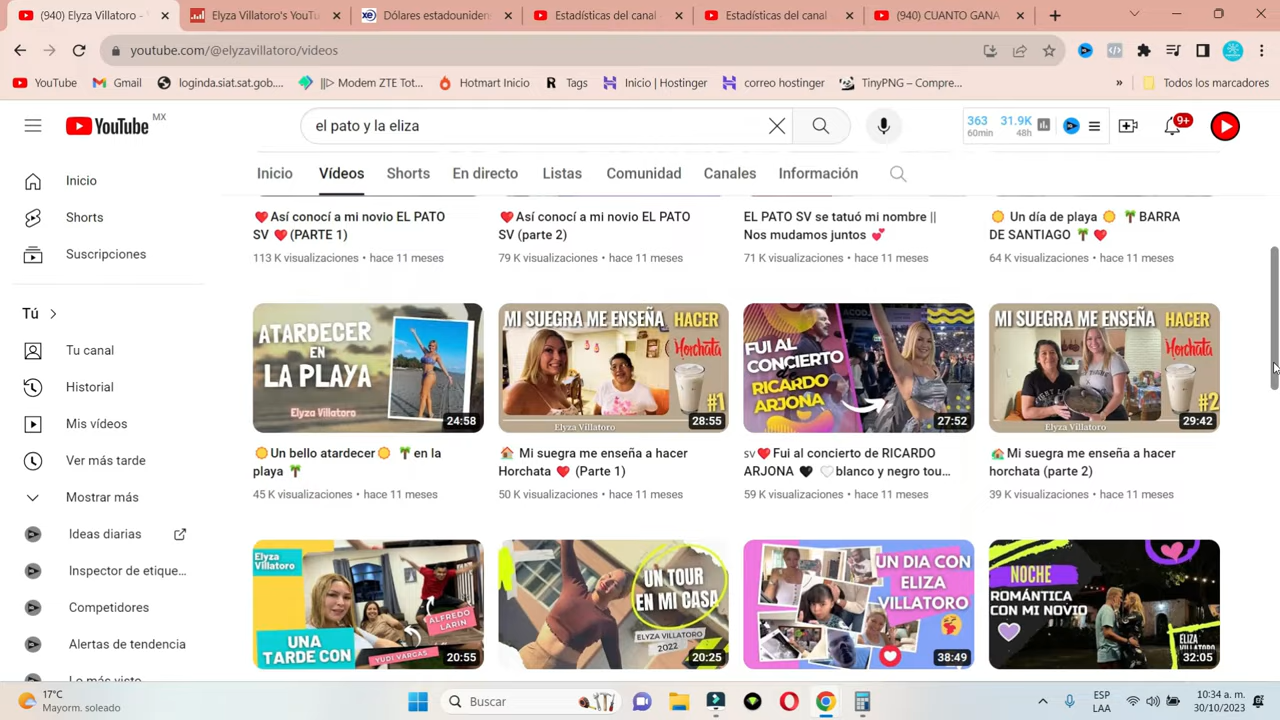 (940) Elyza Villatoro -
Elyza Villatoro's YouTu
Dólares estadouniden
Estadísticas del canal
Estadísticas del canal
(940) CUANTO GANA
youtube.com/@elyzavillatoro/videos
YouTube
Gmail
loginda.siat.sat.gob....
||▷ Modem ZTE Tot...
Hotmart Inicio
Tags
Inicio | Hostinger
correo hostinger
TinyPNG – Compre...
»
Todos los marcadores
YouTube MX
el pato y la eliza
363 31.9K
60min 48h
9+
Inicio
Vídeos
Shorts
En directo
Listas
Comunidad
Canales
Información
Inicio
Shorts
Suscripciones
Tú
Tu canal
Historial
Mis vídeos
Ver más tarde
Mostrar más
Ideas diarias
Inspector de etique...
Competidores
Alertas de tendencia
❤️Así conocí a mi novio EL PATO
SV ❤️(PARTE 1)
113 K visualizaciones • hace 11 meses
❤️Así conocí a mi novio EL PATO
SV (parte 2)
79 K visualizaciones • hace 11 meses
EL PATO SV se tatuó mi nombre ||
Nos mudamos juntos 💕
71 K visualizaciones • hace 11 meses
☀️ Un día de playa ☀️ 🌴BARRA
DE SANTIAGO 🌴❤️
64 K visualizaciones • hace 11 meses
ATARDECER
EN
LA PLAYA
Elyza Villatoro
24:58
☀️Un bello atardecer☀️ 🌴en la
playa 🌴
45 K visualizaciones • hace 11 meses
MI SUEGRA ME ENSEÑA HACER
Horchata
#1
Elyza Villatoro
28:55
🏠 Mi suegra me enseña a hacer
Horchata ❤️ (Parte 1)
50 K visualizaciones • hace 11 meses
FUI AL
CONCIERTO
RICARDO
ARJONA
27:52
sv❤️Fui al concierto de RICARDO
ARJONA 🖤 🤍blanco y negro tou...
59 K visualizaciones • hace 11 meses
MI SUEGRA ME ENSEÑA HACER
Horchata
#2
Elyza Villatoro
29:42
🏠Mi suegra me enseña a hacer
horchata (parte 2)
39 K visualizaciones • hace 11 meses
Elyza
Villatoro
ALFREDO
LARIN
UNA
TARDE CON
YUDI VARGAS
20:55
UN TOUR
EN MI CASA
ELYZA VILLATORO
2022
20:25
UN DIA CON
ELIZA
VILLATORO
38:49
NOCHE
ROMÁNTICA
CON MI NOVIO
ELIZA
VILLATORO
32:05
17°C
Mayorm. soleado
Buscar
ESP
LAA
10:34 a. m.
30/10/2023